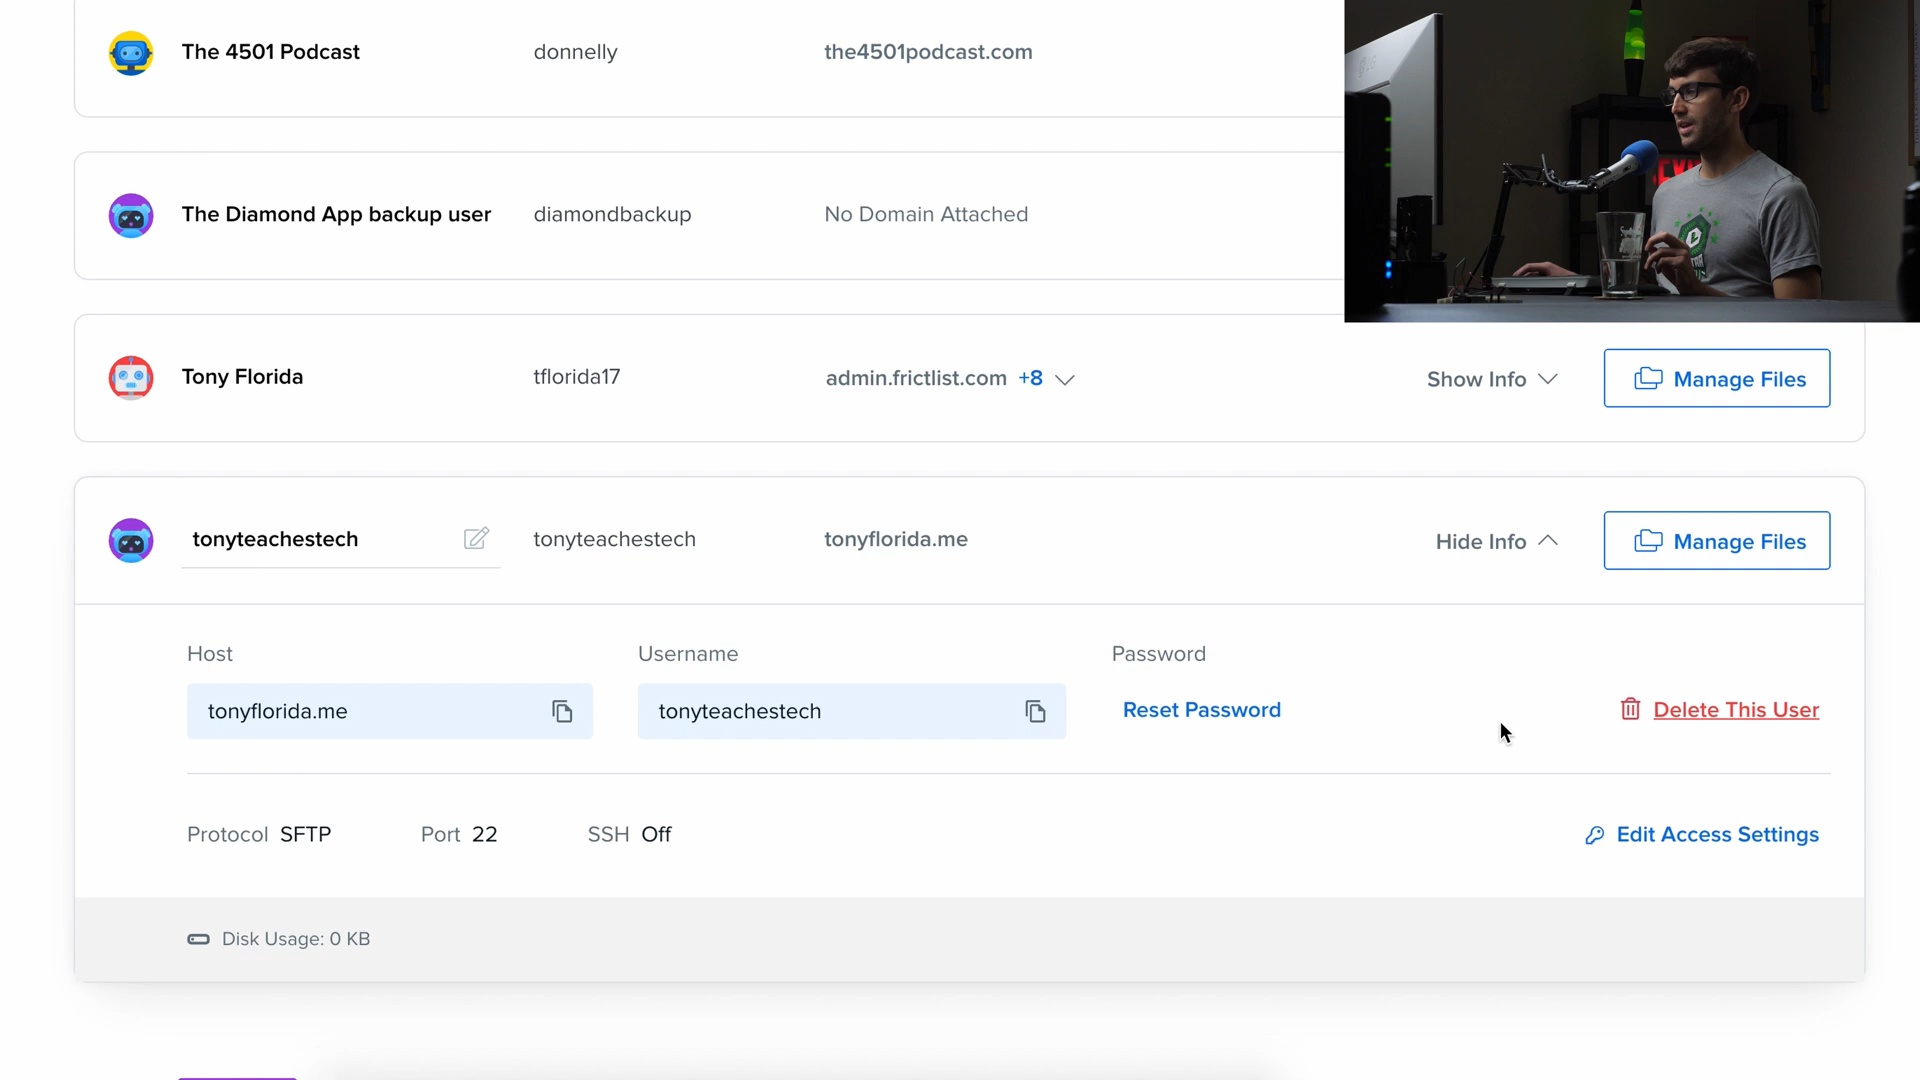 The 4501 Podcast donnelly the4501podcast.com
The Diamond App backup user diamondbackup No Domain Attached
Tony Florida tflorida17 admin.frictlist.com +8 Show Info Manage Files
tonyteachestech tonyteachestech tonyflorida.me Hide Info Manage Files
Host Username Password
tonyflorida.me tonyteachestech Reset Password Delete This User
Protocol SFTP Port 22 SSH Off Edit Access Settings
Disk Usage: 0 KB